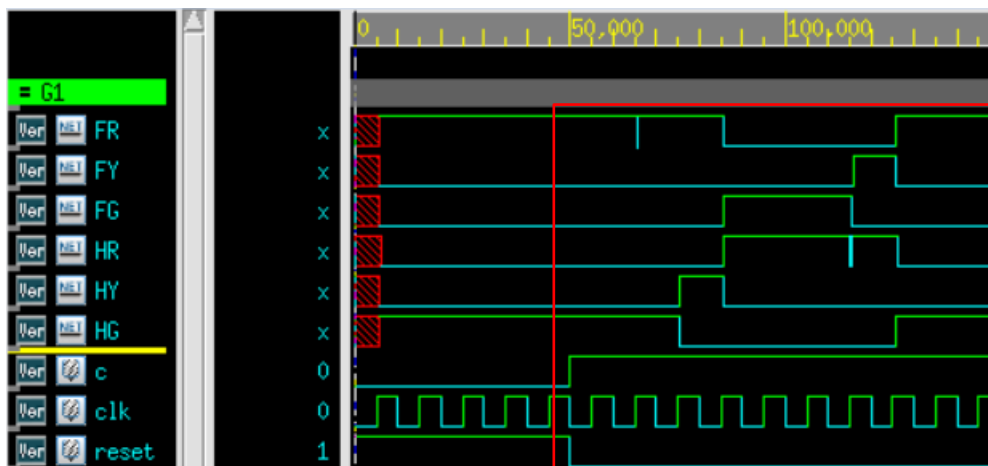 0 50,000 100,000
= G1
Ver NET FR x
Ver NET FY x
Ver NET FG x
Ver NET HR x
Ver NET HY x
Ver NET HG x
Ver c 0
Ver clk 0
Ver reset 1